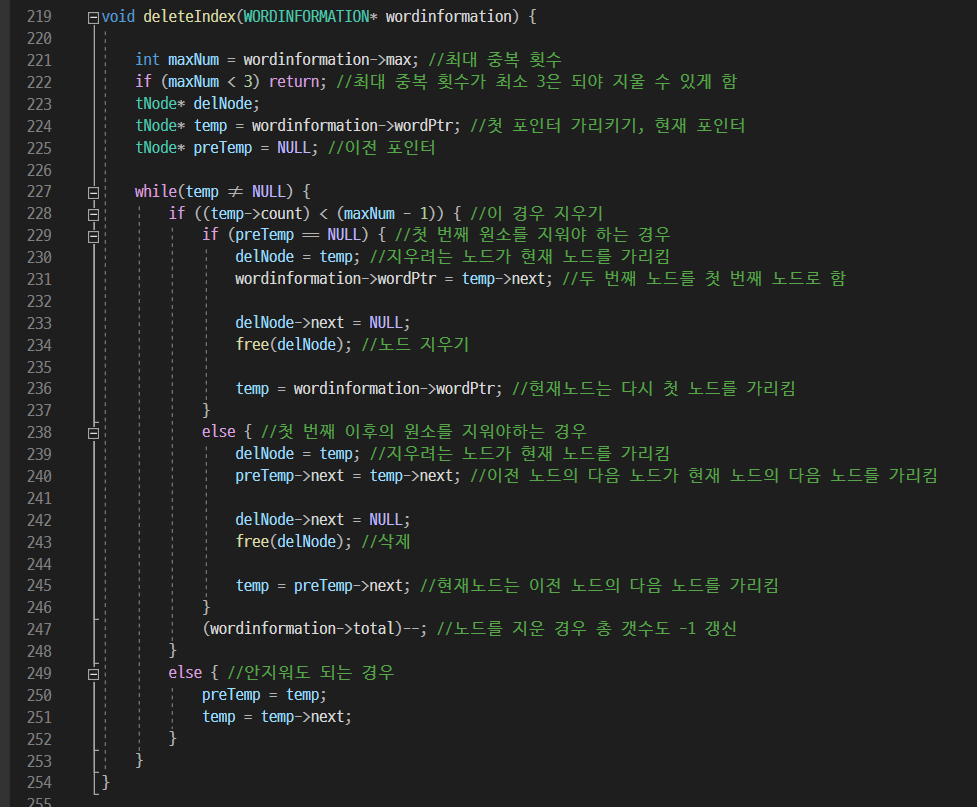 219 void deleteIndex(WORDINFORMATION* wordinformation) {
220
221 int maxNum = wordinformation->max; //최대 중복 횟수
222 if (maxNum < 3) return; //최대 중복 횟수가 최소 3은 되야 지울 수 있게 함
223 tNode* delNode;
224 tNode* temp = wordinformation->wordPtr; //첫 포인터 가리키기, 현재 포인터
225 tNode* preTemp = NULL; //이전 포인터
226
227 while(temp ≠ NULL) {
228 if ((temp->count) < (maxNum - 1)) { //이 경우 지우기
229 if (preTemp == NULL) { //첫 번째 원소를 지워야 하는 경우
230 delNode = temp; //지우려는 노드가 현재 노드를 가리킴
231 wordinformation->wordPtr = temp->next; //두 번째 노드를 첫 번째 노드로 함
232
233 delNode->next = NULL;
234 free(delNode); //노드 지우기
235
236 temp = wordinformation->wordPtr; //현재노드는 다시 첫 노드를 가리킴
237 }
238 else { //첫 번째 이후의 원소를 지워야하는 경우
239 delNode = temp; //지우려는 노드가 현재 노드를 가리킴
240 preTemp->next = temp->next; //이전 노드의 다음 노드가 현재 노드의 다음 노드를 가리킴
241
242 delNode->next = NULL;
243 free(delNode); //삭제
244
245 temp = preTemp->next; //현재노드는 이전 노드의 다음 노드를 가리킴
246 }
247 (wordinformation->total)--; //노드를 지운 경우 총 갯수도 -1 갱신
248 }
249 else { //안지워도 되는 경우
250 preTemp = temp;
251 temp = temp->next;
252 }
253 }
254 }
255